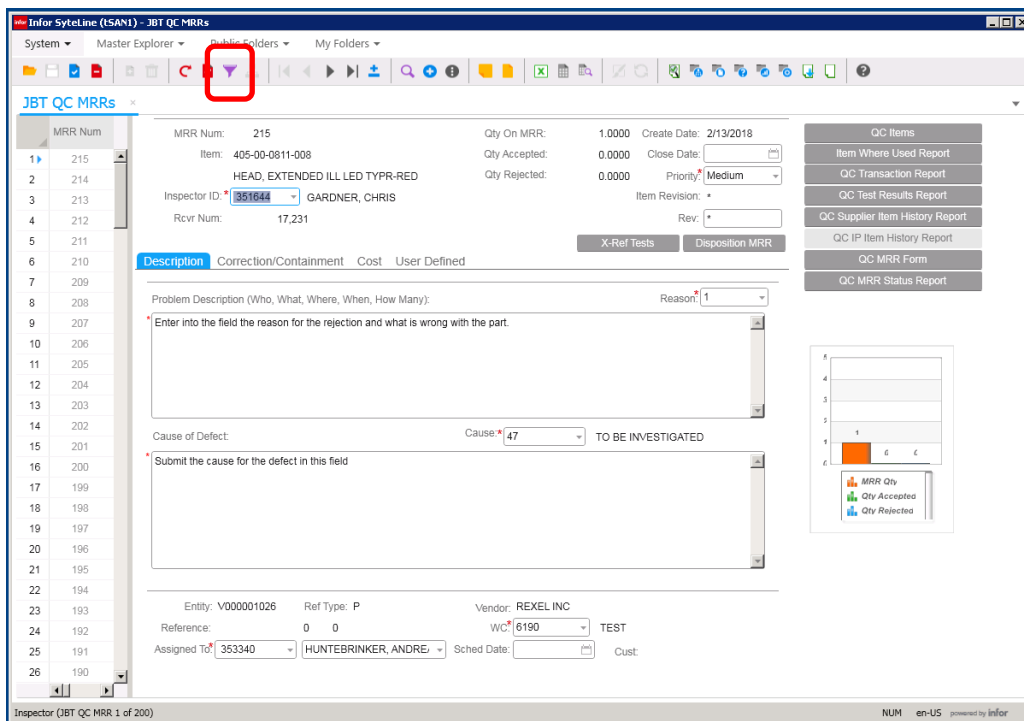 Infor SyteLine (tSAN1) - JBT QC MRRs
System Master Explorer Public Folders My Folders
JBT QC MRRs
MRR Num
1 215
2 214
3 213
4 212
5 211
6 210
7 209
8 208
9 207
10 206
11 205
12 204
13 203
14 202
15 201
16 200
17 199
18 198
19 197
20 196
21 195
22 194
23 193
24 192
25 191
26 190
MRR Num: 215 Qty On MRR: 1.0000 Create Date: 2/13/2018
Item: 405-00-0811-008 Qty Accepted: 0.0000 Close Date:
HEAD, EXTENDED ILL LED TYPR-RED Qty Rejected: 0.0000 Priority:* Medium
Inspector ID: * 351644 GARDNER, CHRIS Item Revision: *
Rcvr Num: 17,231 Rev: *
X-Ref Tests Disposition MRR
Description Correction/Containment Cost User Defined
Problem Description (Who, What, Where, When, How Many): Reason:* 1
* Enter into the field the reason for the rejection and what is wrong with the part.
Cause of Defect: Cause:* 47 TO BE INVESTIGATED
* Submit the cause for the defect in this field
Entity: V000001026 Ref Type: P Vendor: REXEL INC
Reference: 0 0 WC:* 6190 TEST
Assigned To:* 353340 HUNTEBRINKER, ANDRE Sched Date: Cust:
QC Items
Item Where Used Report
QC Transaction Report
QC Test Results Report
QC Supplier Item History Report
QC IP Item History Report
QC MRR Form
QC MRR Status Report
5
4
3
2
1
0
1 0 0
MRR Qty
Qty Accepted
Qty Rejected
Inspector (JBT QC MRR 1 of 200) NUM en-US powered by infor